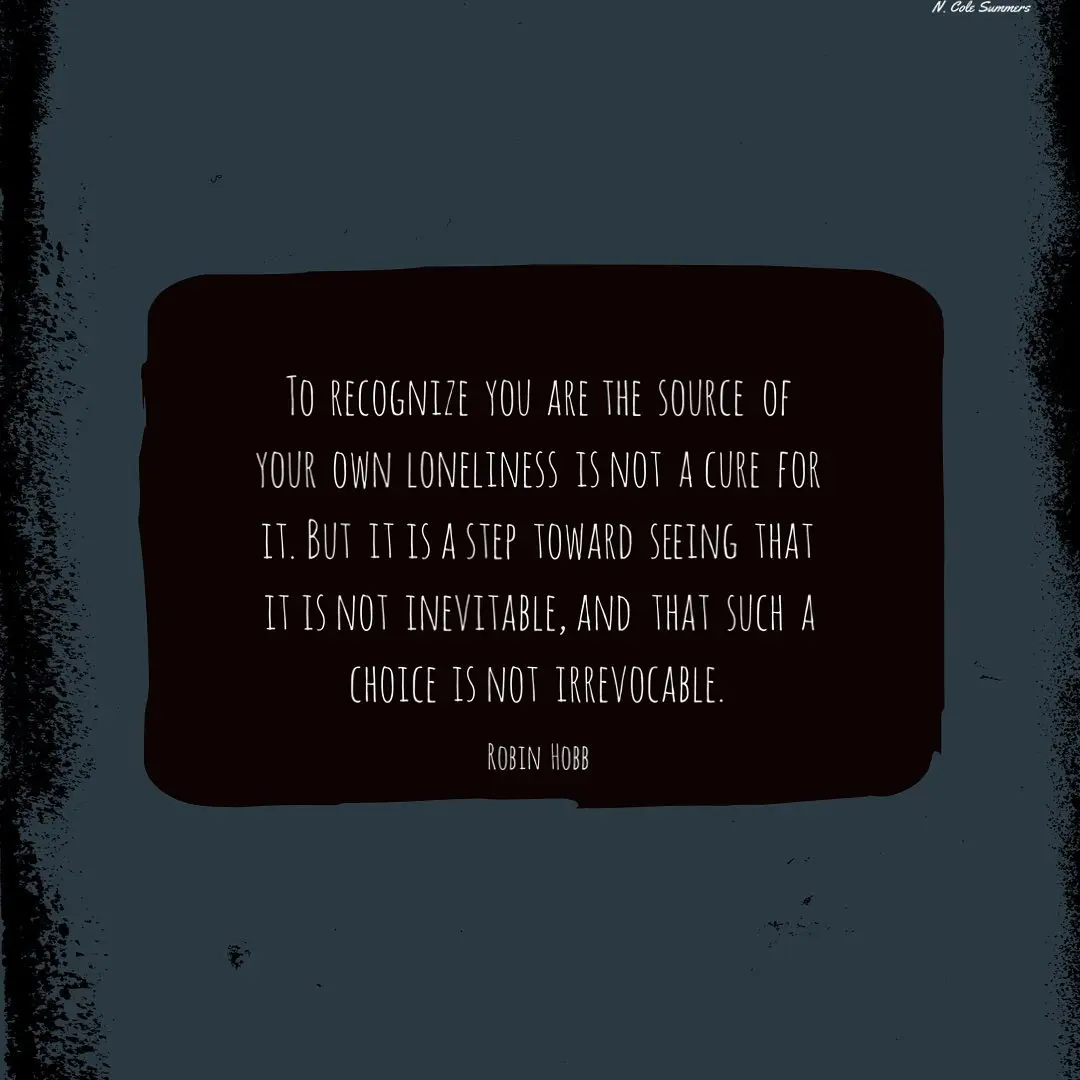 N. Cole Summers
To recognize you are the source of
your own loneliness is not a cure for
it. But it is a step toward seeing that
it is not inevitable, and that such a
choice is not irrevocable.
Robin Hobb